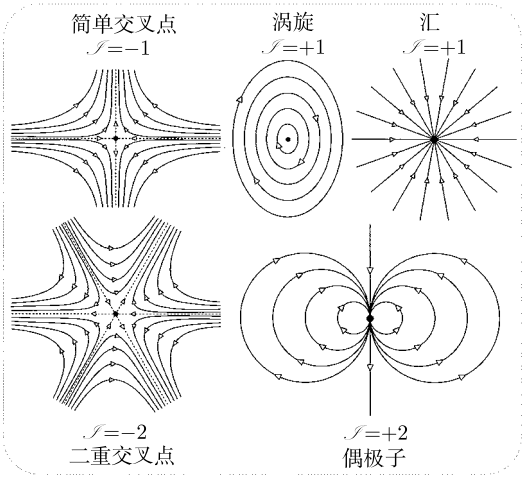 简单交叉点
ℐ=−1
涡旋
ℐ=+1
汇
ℐ=+1
ℐ=−2
二重交叉点
ℐ=+2
偶极子